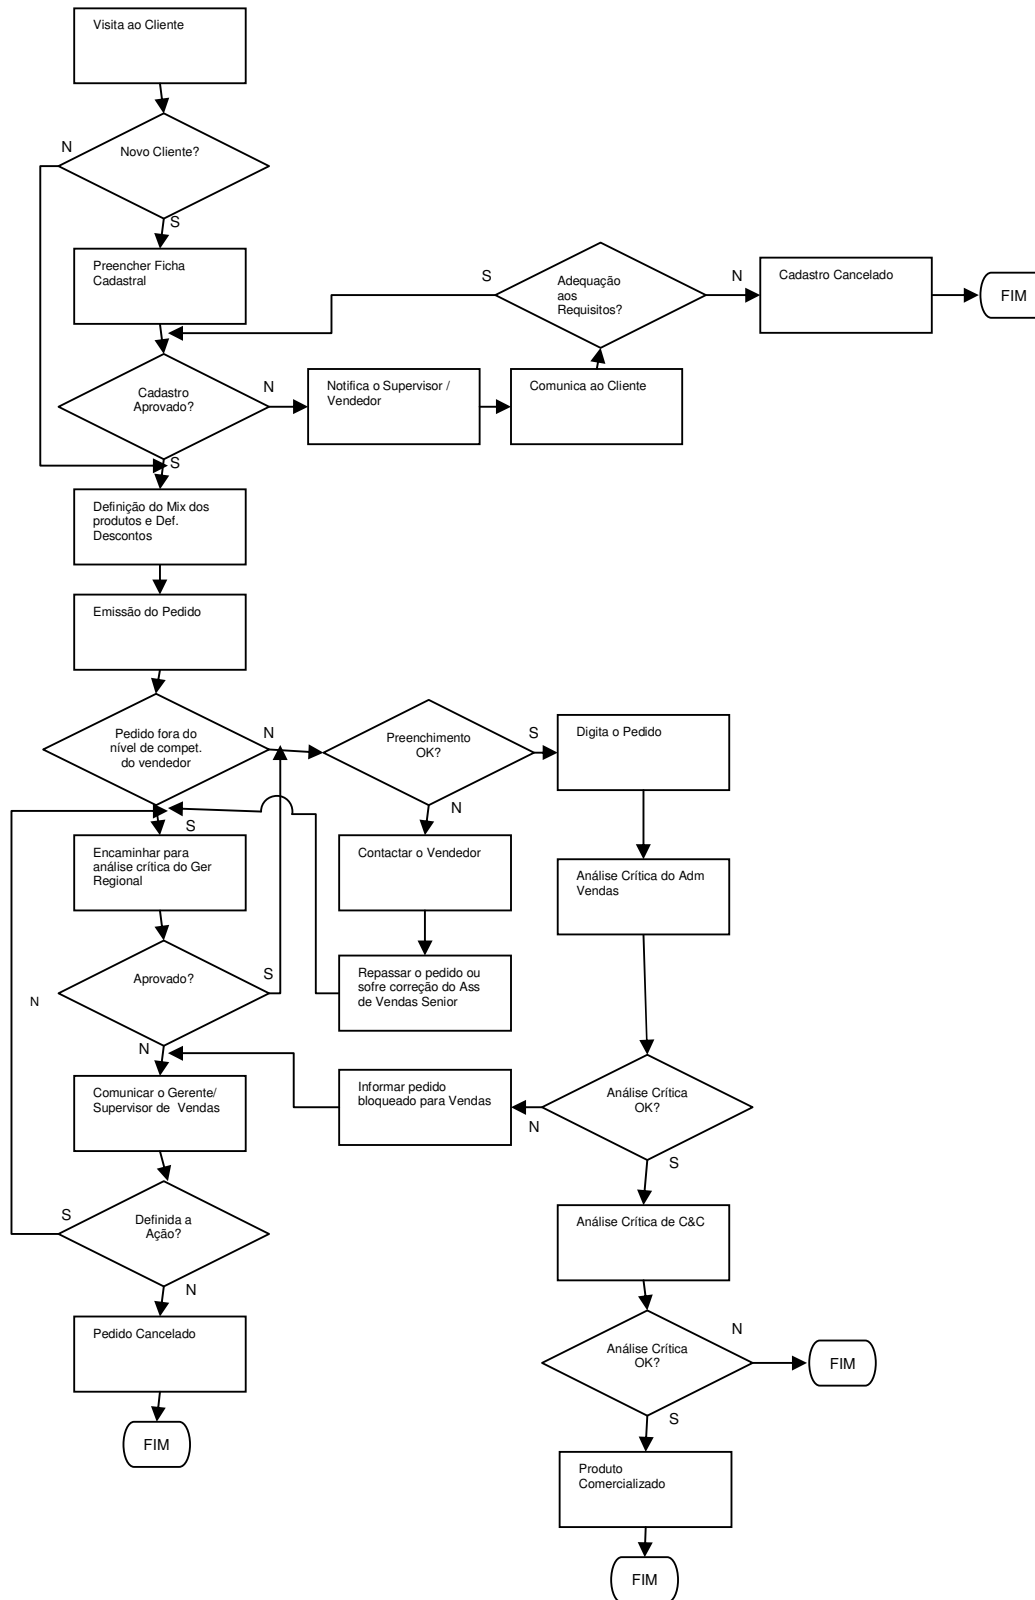 Visita ao Cliente
N
Novo Cliente?
S
Preencher Ficha
Cadastral
S
Adequação
aos
Requisitos?
N
Cadastro Cancelado
FIM
Cadastro
Aprovado?
N
Notifica o Supervisor /
Vendedor
Comunica ao Cliente
S
Definição do Mix dos
produtos e Def.
Descontos
Emissão do Pedido
Pedido fora do
nível de compet.
do vendedor
N
Preenchimento
OK?
S
Digita o Pedido
S
N
Encaminhar para
análise crítica do Ger
Regional
Contactar o Vendedor
Análise Crítica do Adm
Vendas
Aprovado?
S
N
Repassar o pedido ou
sofre correção do Ass
de Vendas Senior
N
Comunicar o Gerente/
Supervisor de  Vendas
Informar pedido
bloqueado para Vendas
N
Análise Crítica
OK?
S
S
Definida a
Ação?
N
Análise Crítica de C&C
Pedido Cancelado
FIM
Análise Crítica
OK?
N
FIM
S
Produto
Comercializado
FIM